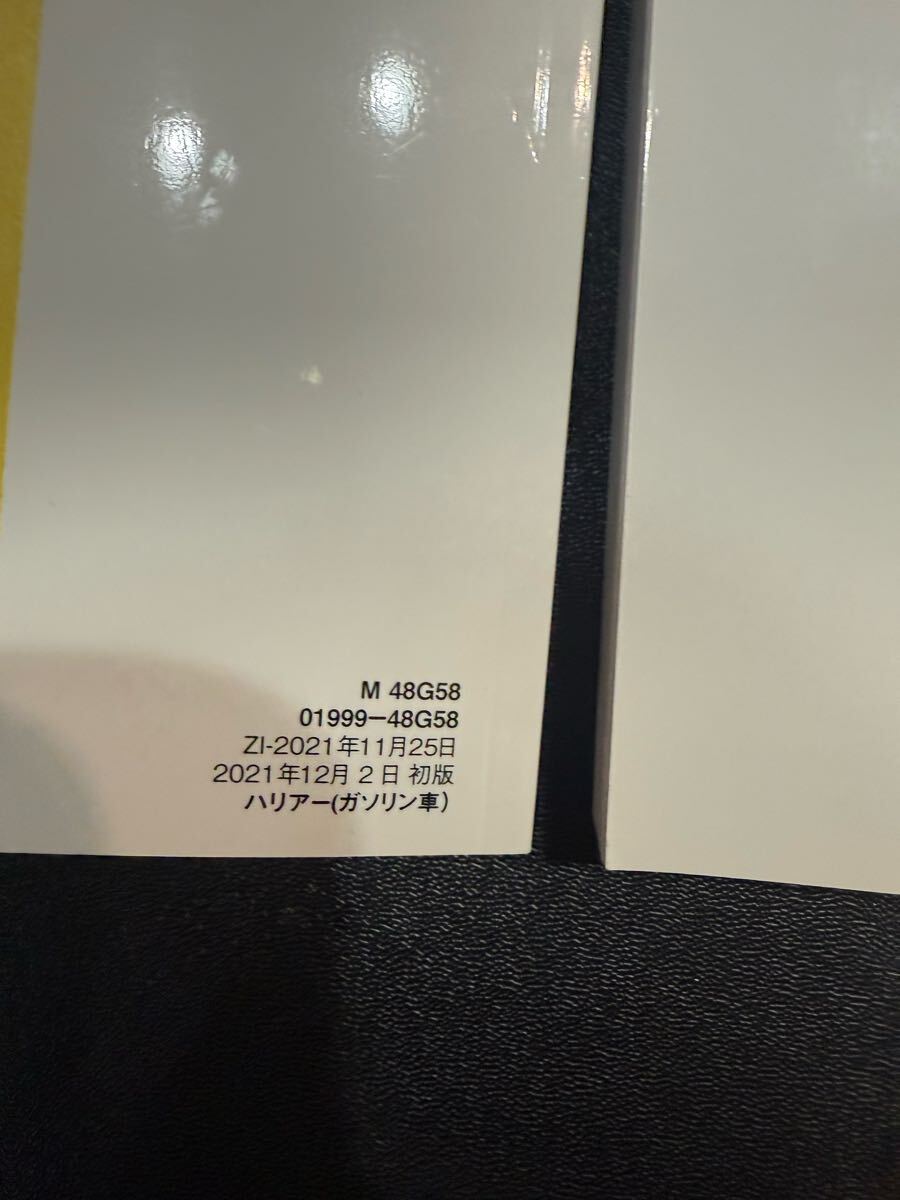 M 48G58
01999-48G58
ZI-2021年11月25日
2021年12月 2 日 初版
ハリアー(ガソリン車)